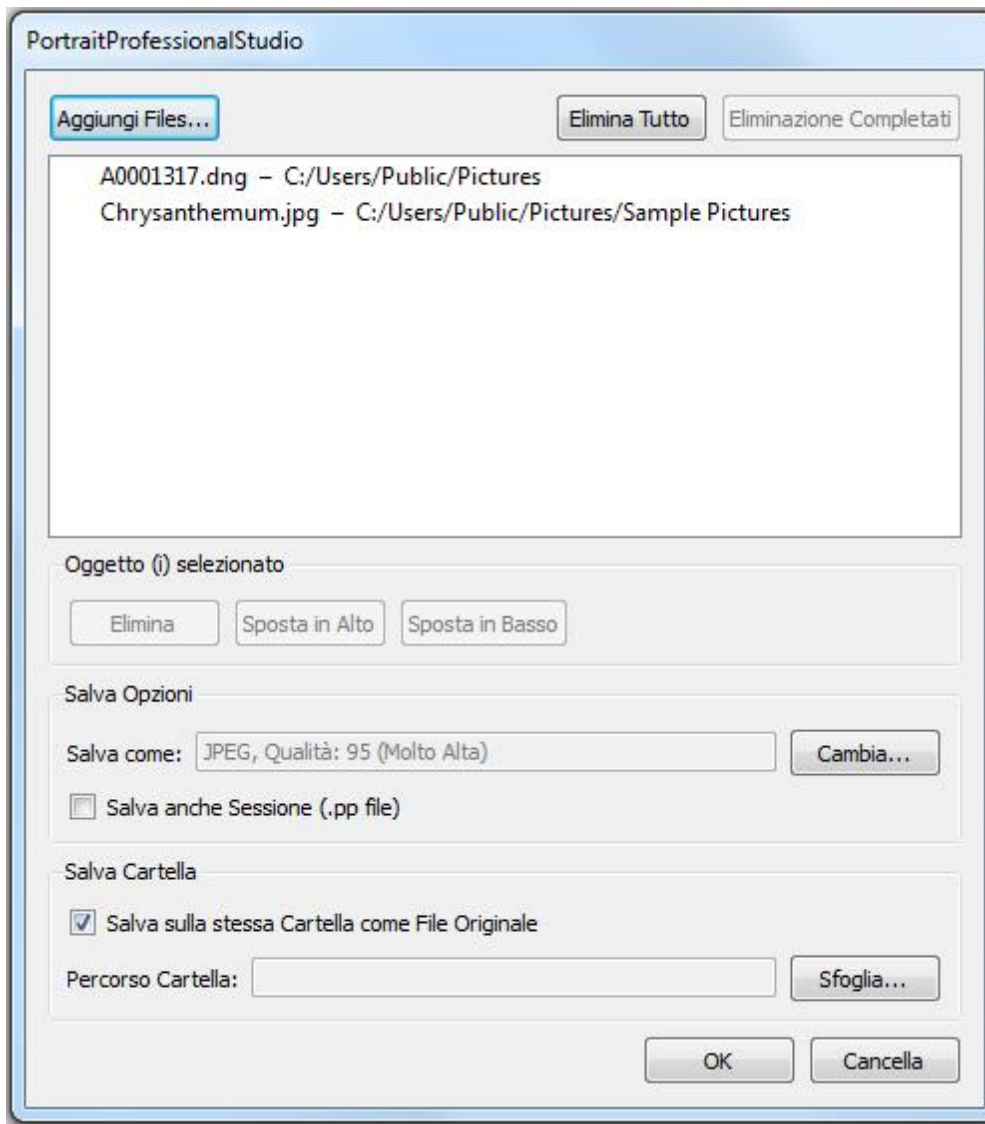 PortraitProfessionalStudio
Aggiungi Files... Elimina Tutto Eliminazione Completati
A0001317.dng – C:/Users/Public/Pictures
Chrysanthemum.jpg – C:/Users/Public/Pictures/Sample Pictures
Oggetto (i) selezionato
Elimina Sposta in Alto Sposta in Basso
Salva Opzioni
Salva come: JPEG, Qualità: 95 (Molto Alta) Cambia...
Salva anche Sessione (.pp file)
Salva Cartella
Salva sulla stessa Cartella come File Originale
Percorso Cartella: Sfoglia...
OK Cancella